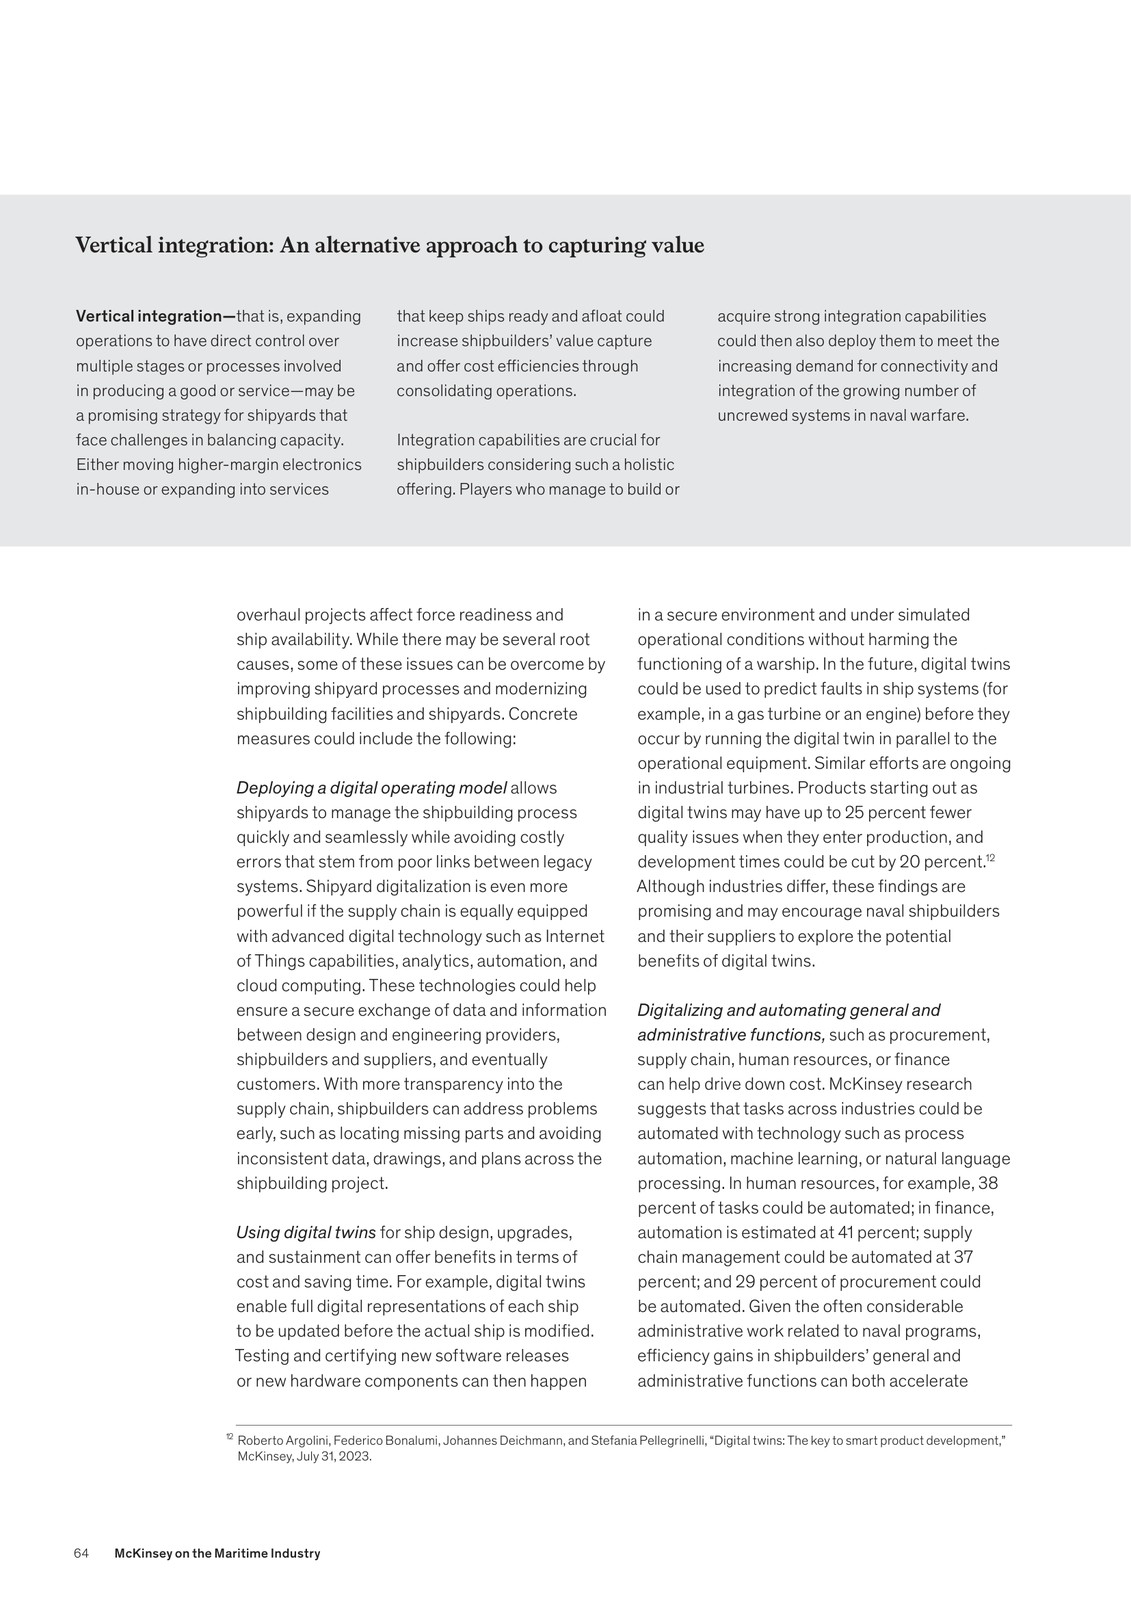 Vertical integration: An alternative approach to capturing value
Vertical integration—that is, expanding
operations to have direct control over
multiple stages or processes involved
in producing a good or service—may be
a promising strategy for shipyards that
face challenges in balancing capacity.
Either moving higher-margin electronics
in-house or expanding into services
that keep ships ready and afloat could
increase shipbuilders’ value capture
and offer cost efficiencies through
consolidating operations.
Integration capabilities are crucial for
shipbuilders considering such a holistic
offering. Players who manage to build or
acquire strong integration capabilities
could then also deploy them to meet the
increasing demand for connectivity and
integration of the growing number of
uncrewed systems in naval warfare.
overhaul projects affect force readiness and
ship availability. While there may be several root
causes, some of these issues can be overcome by
improving shipyard processes and modernizing
shipbuilding facilities and shipyards. Concrete
measures could include the following:
Deploying a digital operating model allows
shipyards to manage the shipbuilding process
quickly and seamlessly while avoiding costly
errors that stem from poor links between legacy
systems. Shipyard digitalization is even more
powerful if the supply chain is equally equipped
with advanced digital technology such as Internet
of Things capabilities, analytics, automation, and
cloud computing. These technologies could help
ensure a secure exchange of data and information
between design and engineering providers,
shipbuilders and suppliers, and eventually
customers. With more transparency into the
supply chain, shipbuilders can address problems
early, such as locating missing parts and avoiding
inconsistent data, drawings, and plans across the
shipbuilding project.
Using digital twins for ship design, upgrades,
and sustainment can offer benefits in terms of
cost and saving time. For example, digital twins
enable full digital representations of each ship
to be updated before the actual ship is modified.
Testing and certifying new software releases
or new hardware components can then happen
in a secure environment and under simulated
operational conditions without harming the
functioning of a warship. In the future, digital twins
could be used to predict faults in ship systems (for
example, in a gas turbine or an engine) before they
occur by running the digital twin in parallel to the
operational equipment. Similar efforts are ongoing
in industrial turbines. Products starting out as
digital twins may have up to 25 percent fewer
quality issues when they enter production, and
development times could be cut by 20 percent.12
Although industries differ, these findings are
promising and may encourage naval shipbuilders
and their suppliers to explore the potential
benefits of digital twins.
Digitalizing and automating general and
administrative functions, such as procurement,
supply chain, human resources, or finance
can help drive down cost. McKinsey research
suggests that tasks across industries could be
automated with technology such as process
automation, machine learning, or natural language
processing. In human resources, for example, 38
percent of tasks could be automated; in finance,
automation is estimated at 41 percent; supply
chain management could be automated at 37
percent; and 29 percent of procurement could
be automated. Given the often considerable
administrative work related to naval programs,
efficiency gains in shipbuilders’ general and
administrative functions can both accelerate
12 Roberto Argolini, Federico Bonalumi, Johannes Deichmann, and Stefania Pellegrinelli, “Digital twins: The key to smart product development,”
McKinsey, July 31, 2023.
64 McKinsey on the Maritime Industry